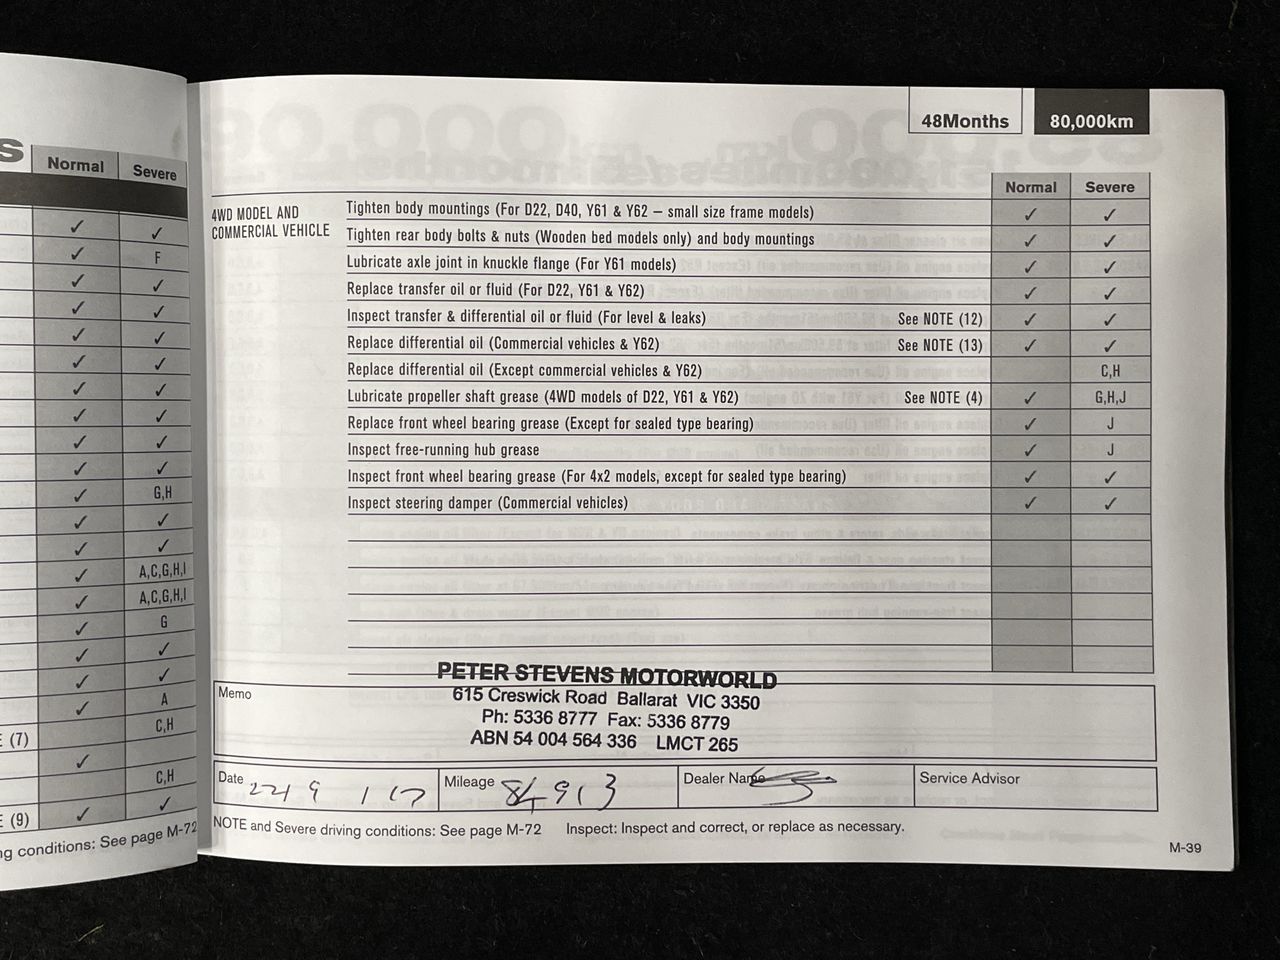 S
Normal Severe
✓ ✓
✓ F
✓ ✓
✓ ✓
✓ ✓
✓ ✓
✓ ✓
✓ ✓
✓ ✓
✓ ✓
✓ G,H
✓ ✓
✓ ✓
✓ A,C,G,H,I
✓ A,C,G,H,I
✓ G
✓ ✓
✓ ✓
✓ A
(7) C,H
✓
C,H
(9) ✓ ✓
conditions: See page M-72
48Months 80,000km
Normal Severe
4WD MODEL AND
COMMERCIAL VEHICLE
Tighten body mountings (For D22, D40, Y61 & Y62 – small size frame models) ✓ ✓
Tighten rear body bolts & nuts (Wooden bed models only) and body mountings ✓ ✓
Lubricate axle joint in knuckle flange (For Y61 models) ✓ ✓
Replace transfer oil or fluid (For D22, Y61 & Y62) ✓ ✓
Inspect transfer & differential oil or fluid (For level & leaks) See NOTE (12) ✓ ✓
Replace differential oil (Commercial vehicles & Y62) See NOTE (13) ✓ ✓
Replace differential oil (Except commercial vehicles & Y62) C,H
Lubricate propeller shaft grease (4WD models of D22, Y61 & Y62) See NOTE (4) ✓ G,H,J
Replace front wheel bearing grease (Except for sealed type bearing) ✓ J
Inspect free-running hub grease ✓ J
Inspect front wheel bearing grease (For 4x2 models, except for sealed type bearing) ✓ ✓
Inspect steering damper (Commercial vehicles) ✓ ✓
Memo
PETER STEVENS MOTORWORLD
615 Creswick Road Ballarat VIC 3350
Ph: 5336 8777 Fax: 5336 8779
ABN 54 004 564 336 LMCT 265
Date
Mileage 84913
Dealer Name
Service Advisor
NOTE and Severe driving conditions: See page M-72 Inspect: Inspect and correct, or replace as necessary.
M-39